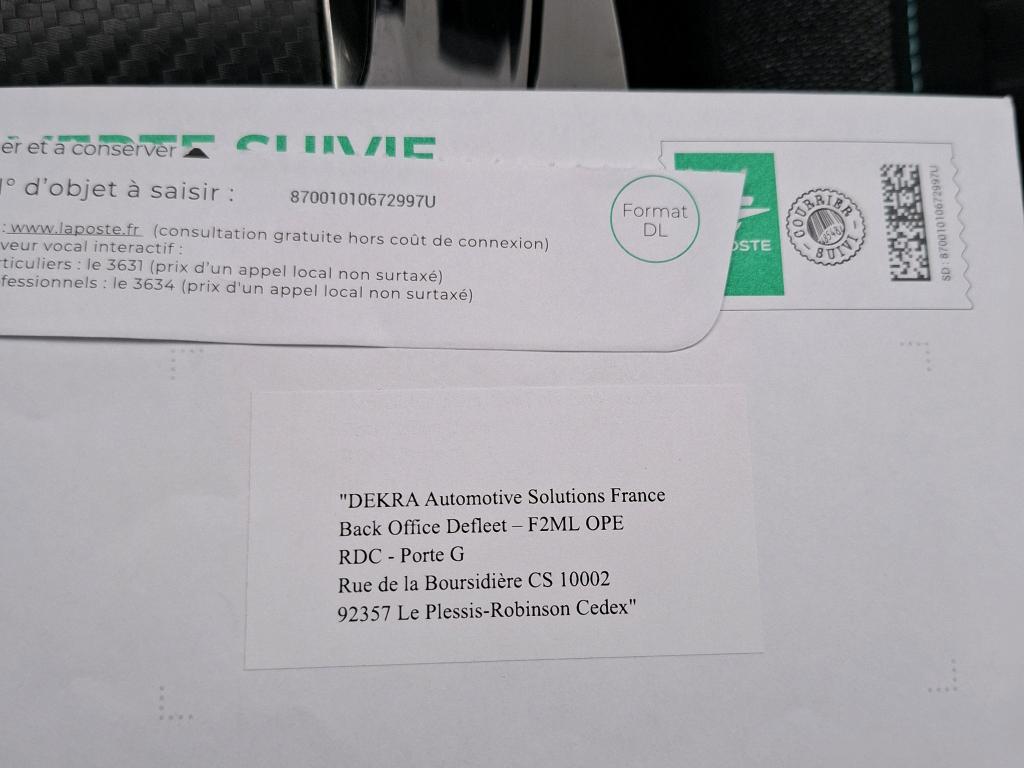 VERTE SUIVIE
er et à conserver
N° d'objet à saisir : 87001010672997U
: www.laposte.fr (consultation gratuite hors coût de connexion)
veur vocal interactif :
ticuliers : le 3631 (prix d'un appel local non surtaxé)
fessionnels : le 3634 (prix d'un appel local non surtaxé)
Format
DL
OSTE
COURRIER
SUIVI
SD : 87001010672997U
"DEKRA Automotive Solutions France
Back Office Defleet – F2ML OPE
RDC - Porte G
Rue de la Boursidière CS 10002
92357 Le Plessis-Robinson Cedex"